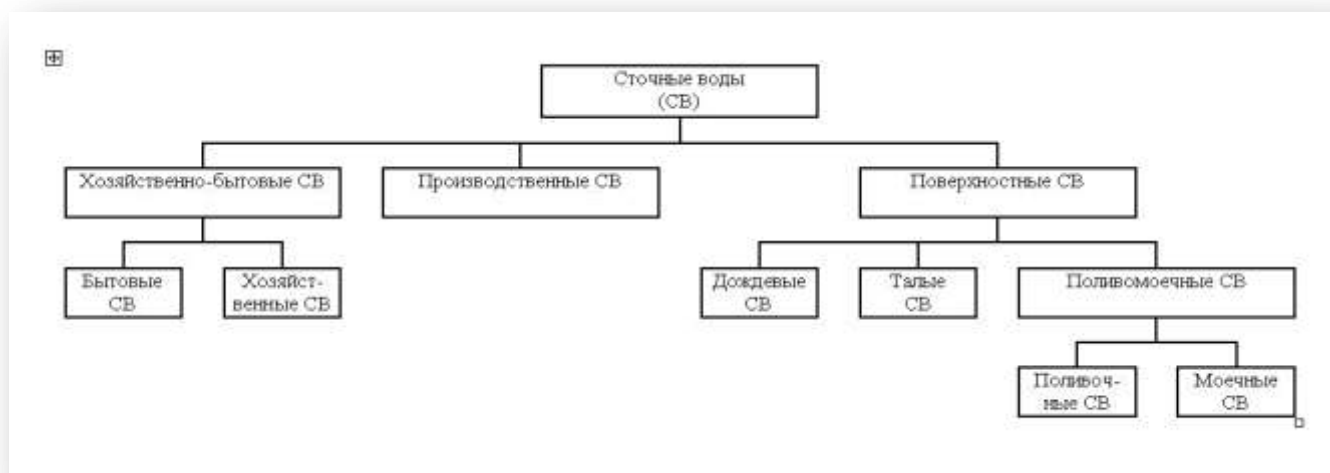 Сточные воды
(СВ)
Хозяйственно-бытовые СВ
Производственные СВ
Поверхностные СВ
Бытовые
СВ
Хозяйст-
венные СВ
Дождевые
СВ
Талые
СВ
Поливомоечные СВ
Поливоч-
ные СВ
Моечные
СВ